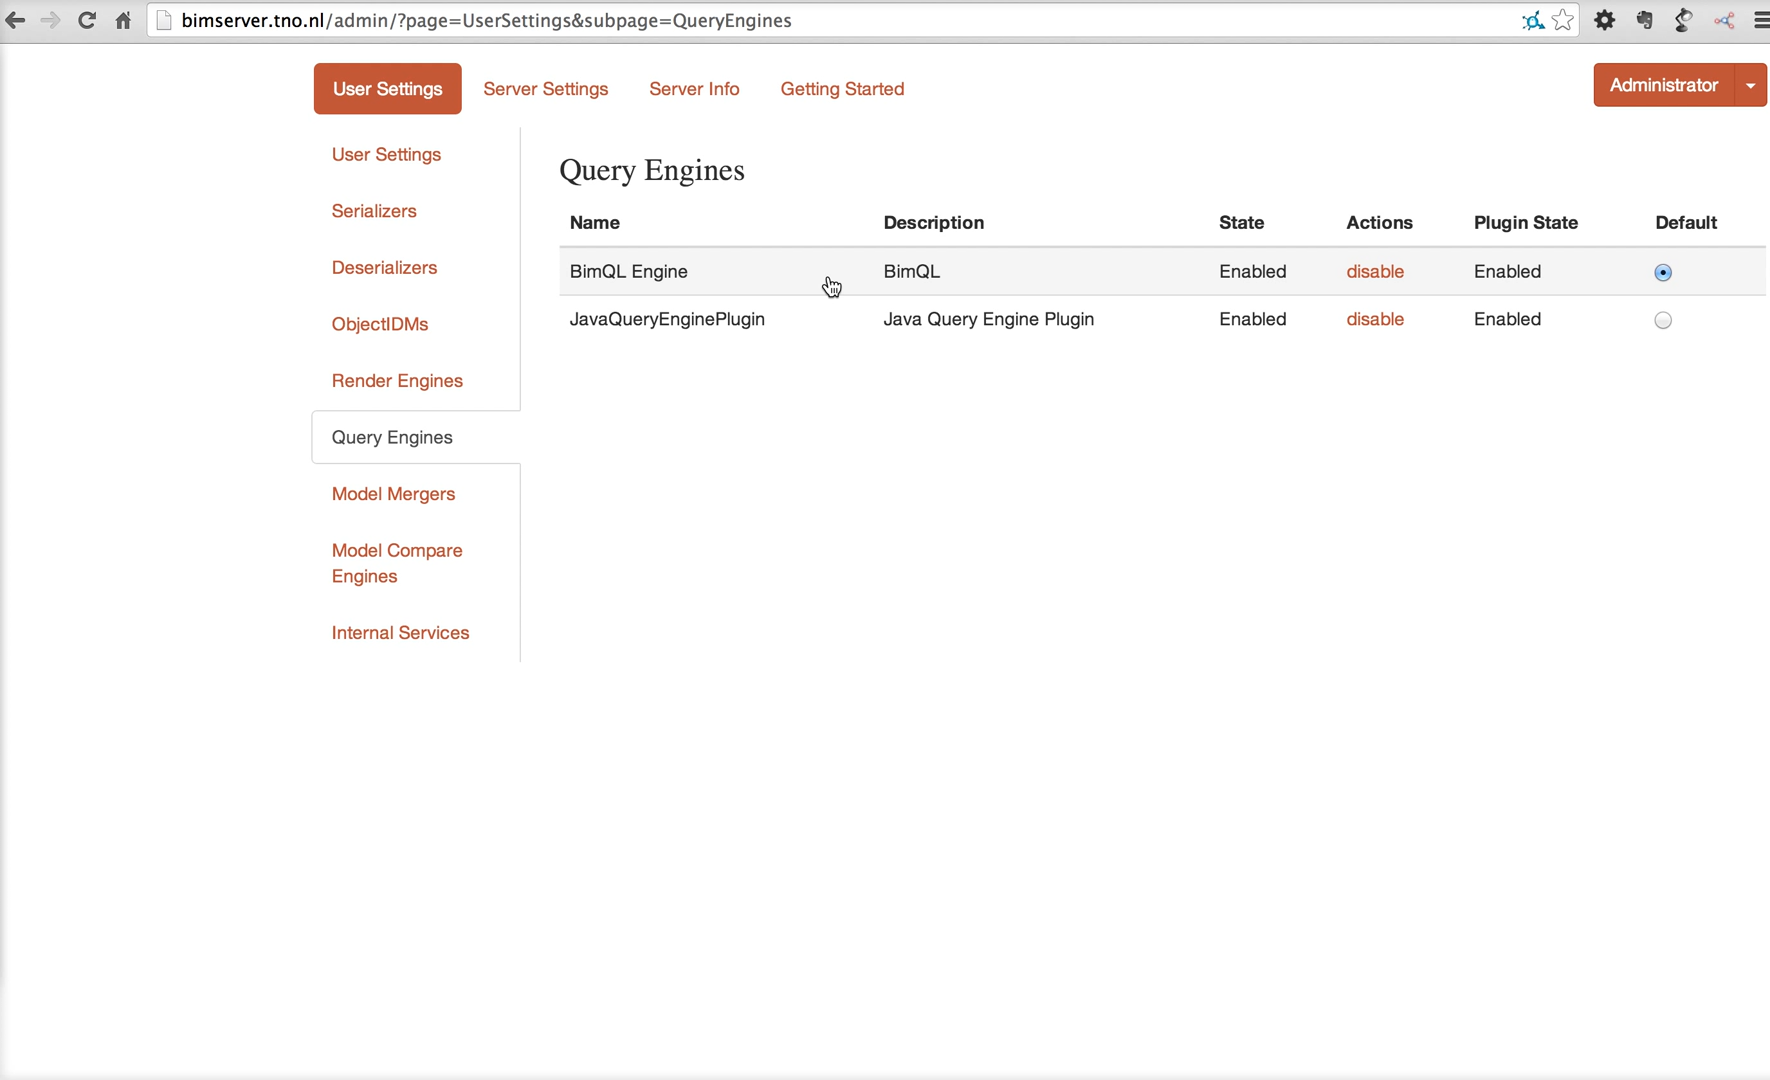 bimserver.tno.nl/admin/?page=UserSettings&subpage=QueryEngines
User Settings Server Settings Server Info Getting Started Administrator
User Settings
Serializers
Deserializers
ObjectIDMs
Render Engines
Query Engines
Model Mergers
Model Compare
Engines
Internal Services
Query Engines
Name Description State Actions Plugin State Default
BimQL Engine BimQL Enabled disable Enabled
JavaQueryEnginePlugin Java Query Engine Plugin Enabled disable Enabled